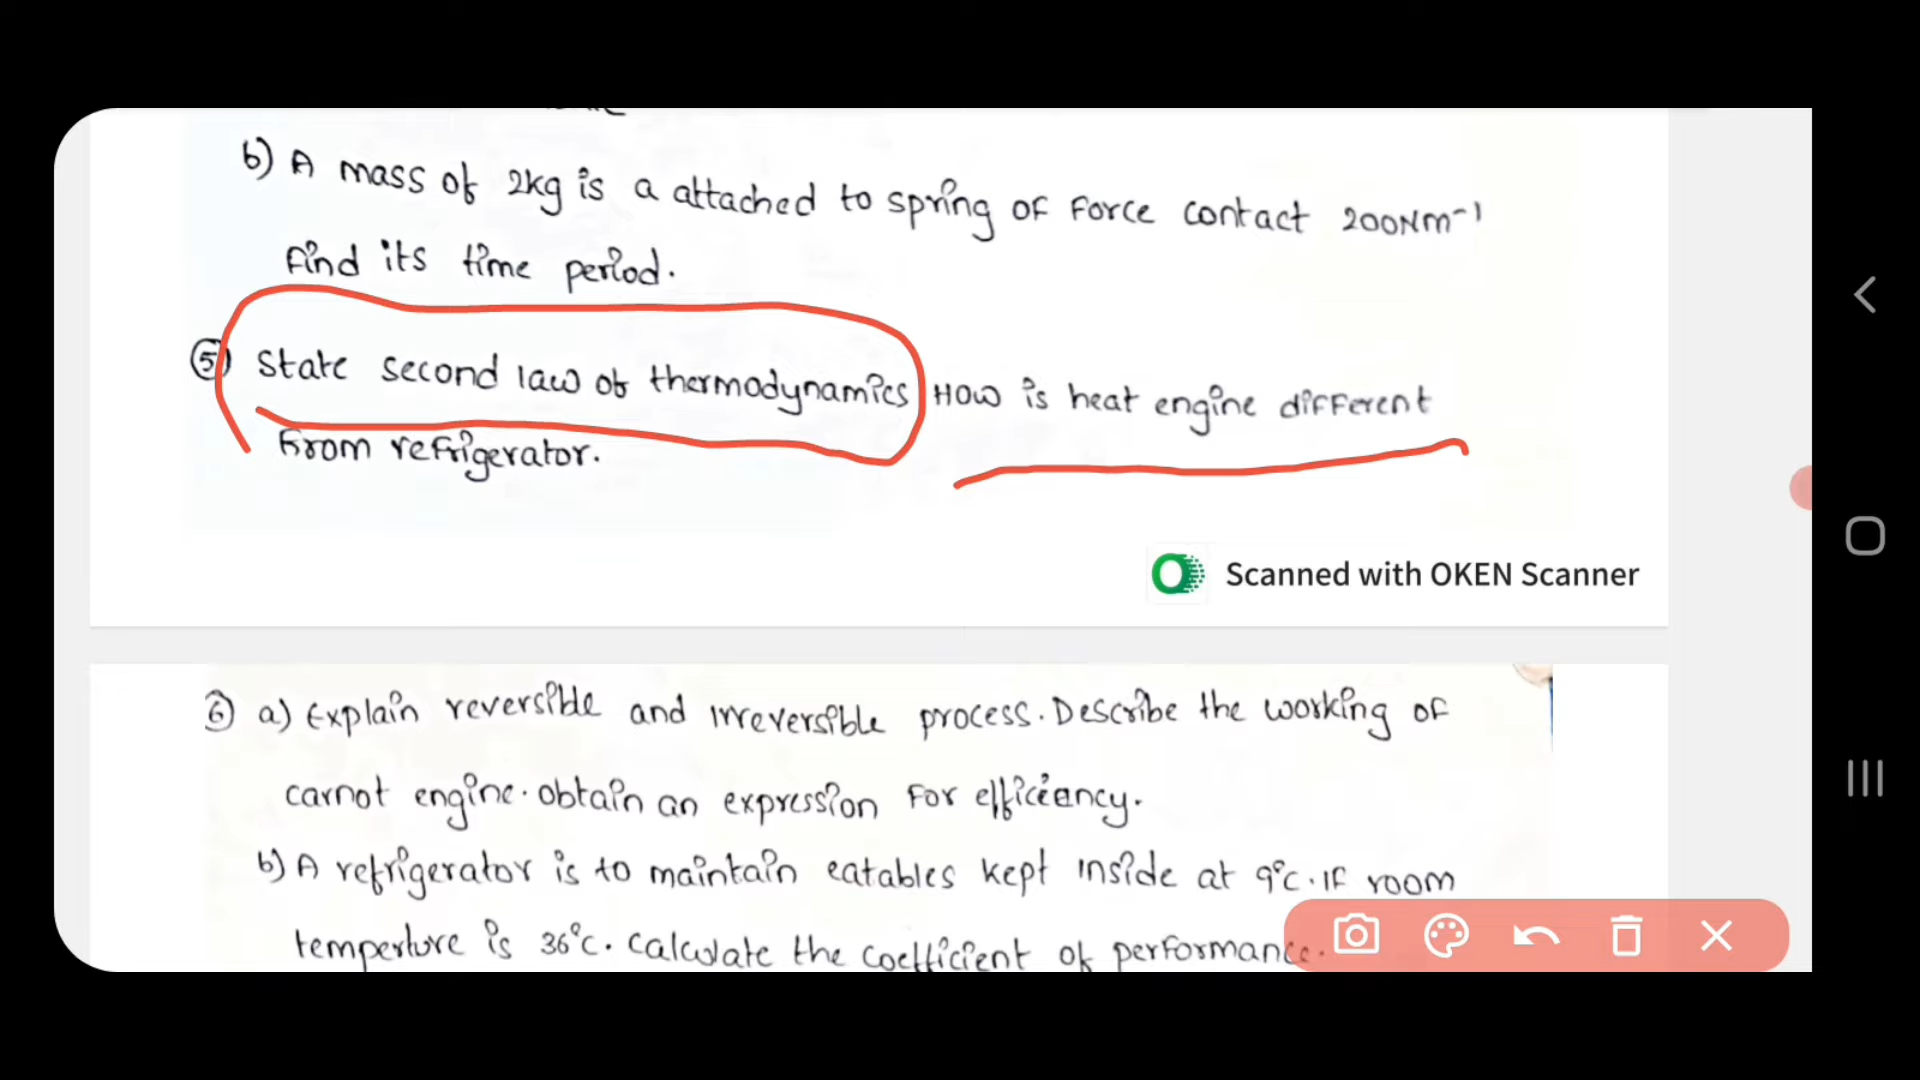 b) A mass of 2kg is a attached to spring of Force contact 200Nm⁻¹
Find its time period.
⑤ State second law of thermodynamics How is heat engine different
From refrigerator.
Scanned with OKEN Scanner
⑥ a) Explain reversible and irreversible process. Describe the working of
carnot engine. obtain an expression For efficiency.
b) A refrigerator is to maintain eatables kept inside at 9°c. IF room
is 36°c. calculate the coefficient of performance.